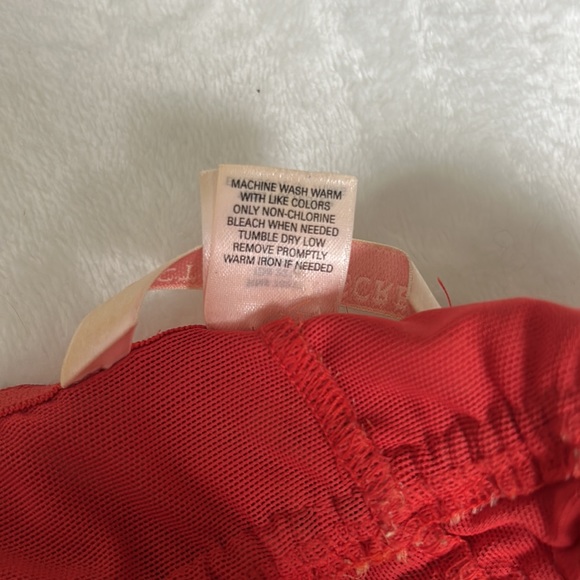 MACHINE WASH WARM
WITH LIKE COLORS
ONLY NON-CHLORINE
BLEACH WHEN NEEDED
TUMBLE DRY LOW
REMOVE PROMPTLY
WARM IRON IF NEEDED